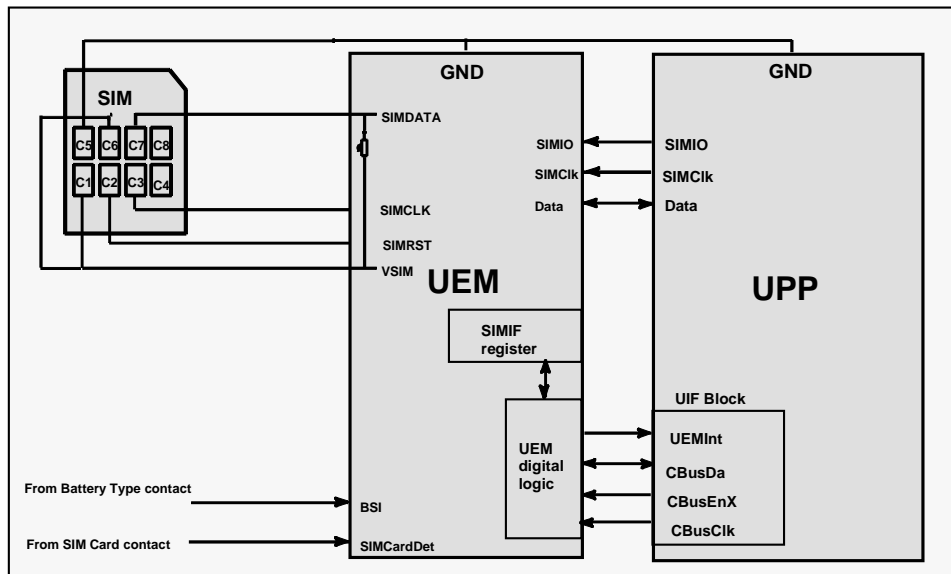 GND
GND
SIM
SIMDATA
C5 C6 C7 C8
C1 C2 C3 C4
SIMIO
SIMIO
SIMClk
SIMClk
Data
Data
SIMCLK
SIMRST
VSIM
UEM
UPP
SIMIF
register
UIF Block
UEM
digital
logic
UEMInt
CBusDa
CBusEnX
CBusClk
From Battery Type contact
BSI
From SIM Card contact
SIMCardDet